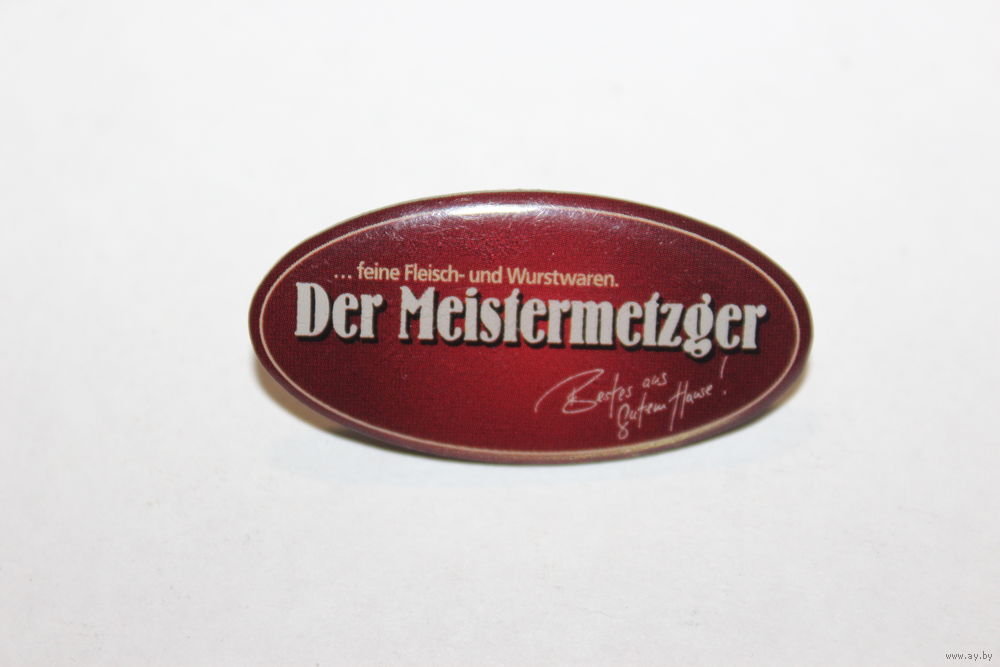 ... feine Fleisch- und Wurstwaren.
Der Meistermetzger
Bestes aus
gutem Hause!
www.ay.by